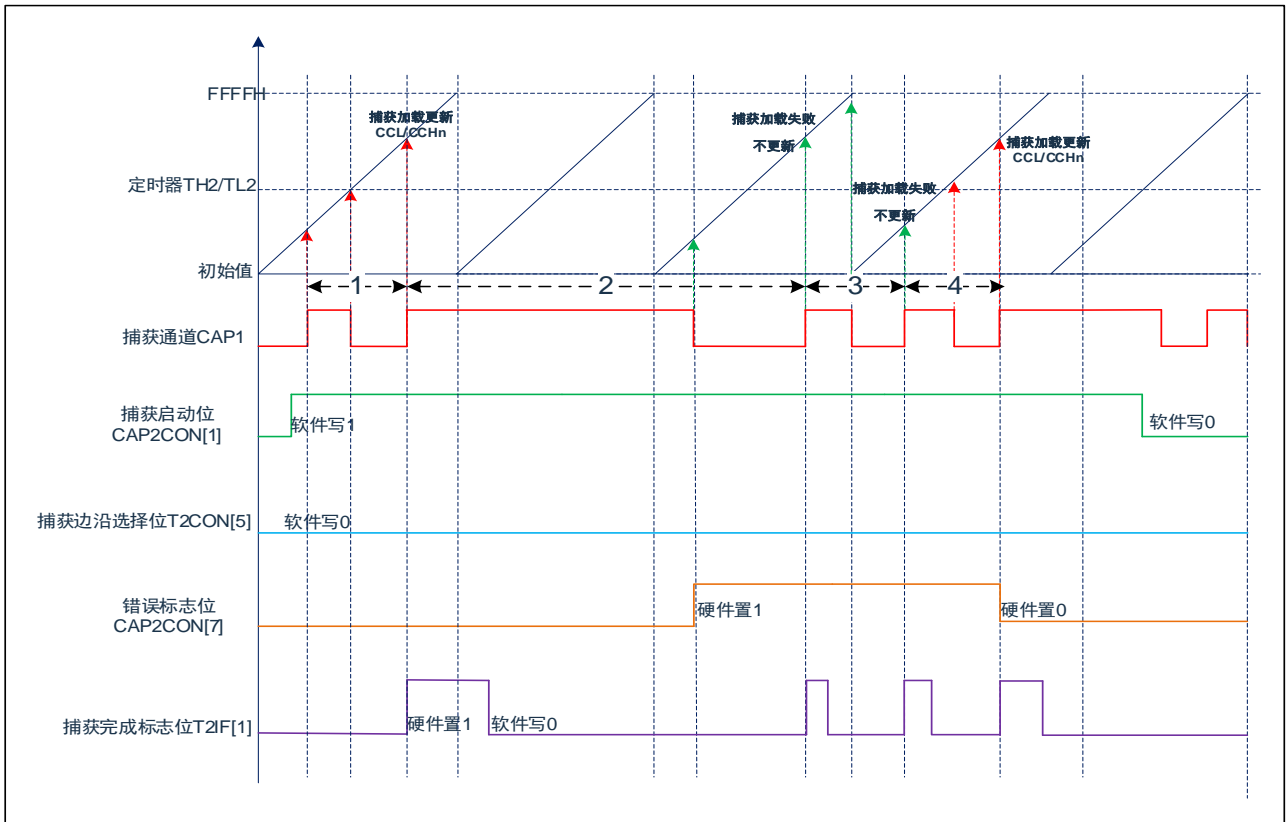 FFFFH
捕获加载更新
CCL/CCHn
捕获加载失败
不更新
捕获加载更新
CCL/CCHn
定时器TH2/TL2
捕获加载失败
不更新
初始值
1
2
3
4
捕获通道CAP1
捕获启动位
CAP2CON[1]
软件写1
软件写0
捕获边沿选择位T2CON[5]
软件写0
错误标志位
CAP2CON[7]
硬件置1
硬件置0
捕获完成标志位T2IF[1]
硬件置1
软件写0